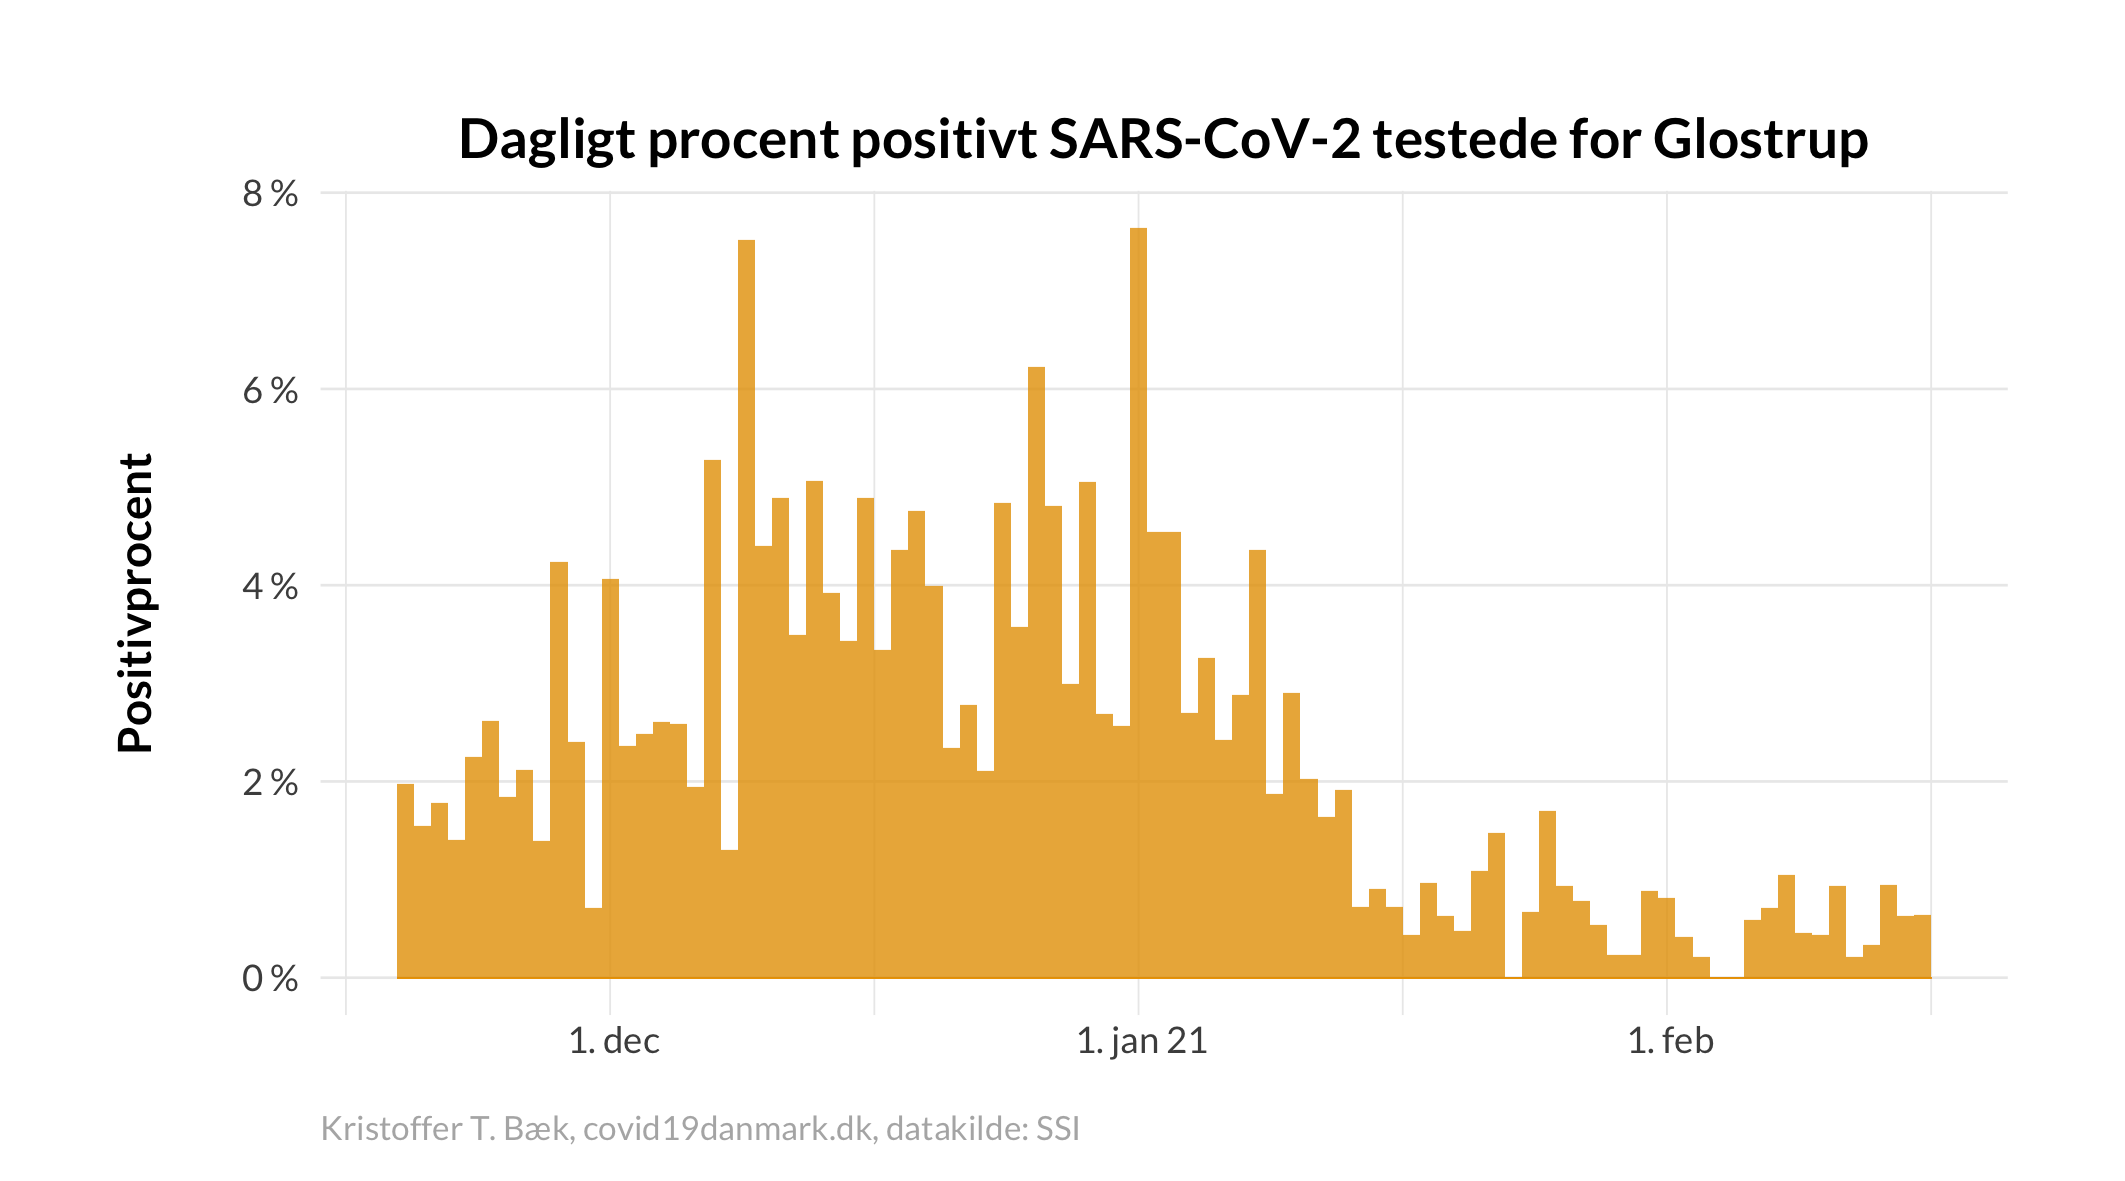 Dagligt procent positivt SARS-CoV-2 testede for Glostrup
8 %
6 %
4 %
2 %
0 %
Positivprocent
1. dec
1. jan 21
1. feb
Kristoffer T. Bæk, covid19danmark.dk, datakilde: SSI